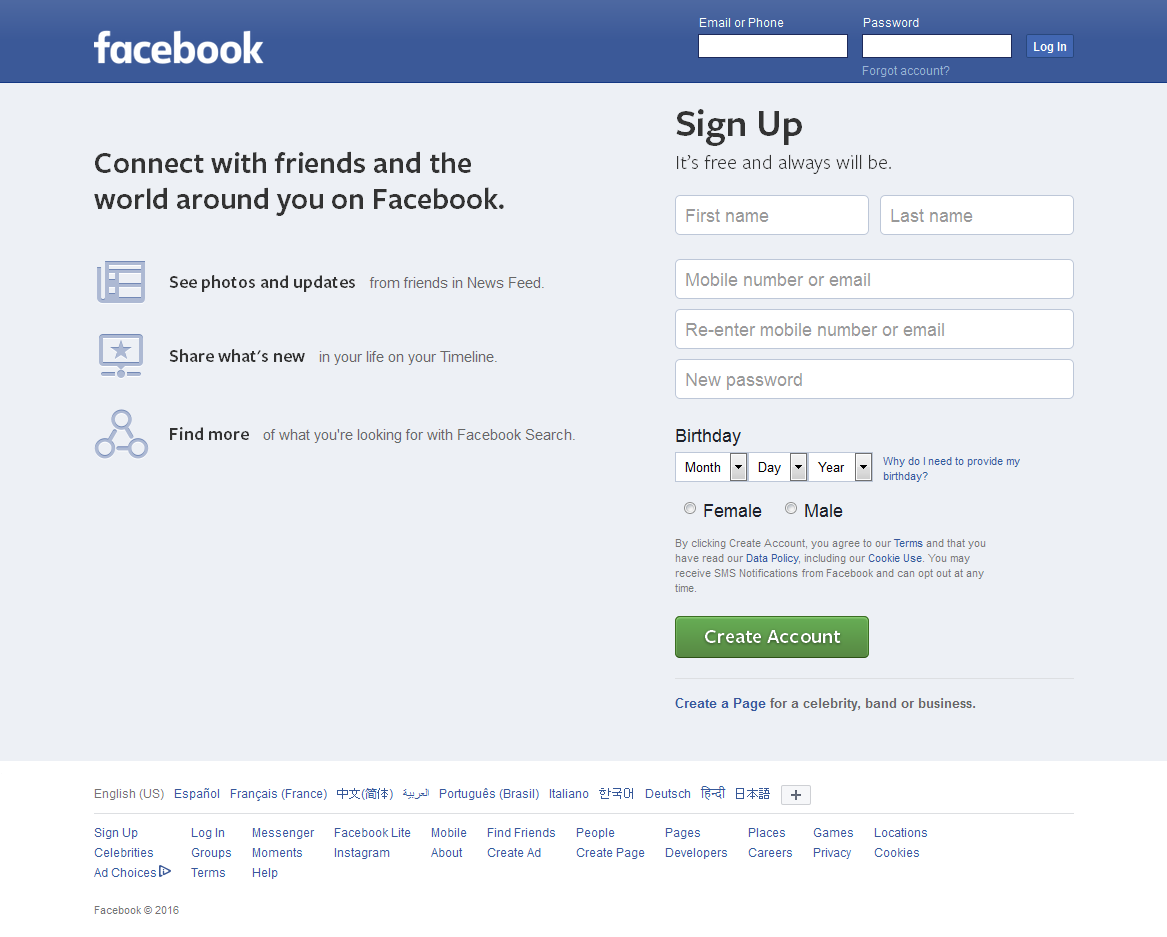 facebook
Email or Phone
Password
Log In
Forgot account?
Connect with friends and the
world around you on Facebook.
See photos and updates from friends in News Feed.
Share what's new in your life on your Timeline.
Find more of what you're looking for with Facebook Search.
Sign Up
It's free and always will be.
First name
Last name
Mobile number or email
Re-enter mobile number or email
New password
Birthday
Month Day Year
Why do I need to provide my
birthday?
Female Male
By clicking Create Account, you agree to our Terms and that you
have read our Data Policy, including our Cookie Use. You may
receive SMS Notifications from Facebook and can opt out at any
time.
Create Account
Create a Page for a celebrity, band or business.
English (US) Español Français (France) 中文(简体) العربية Português (Brasil) Italiano 한국어 Deutsch हिन्दी 日本語 +
Sign Up Log In Messenger Facebook Lite Mobile Find Friends People Pages Places Games Locations
Celebrities Groups Moments Instagram About Create Ad Create Page Developers Careers Privacy Cookies
Ad Choices Terms Help
Facebook © 2016